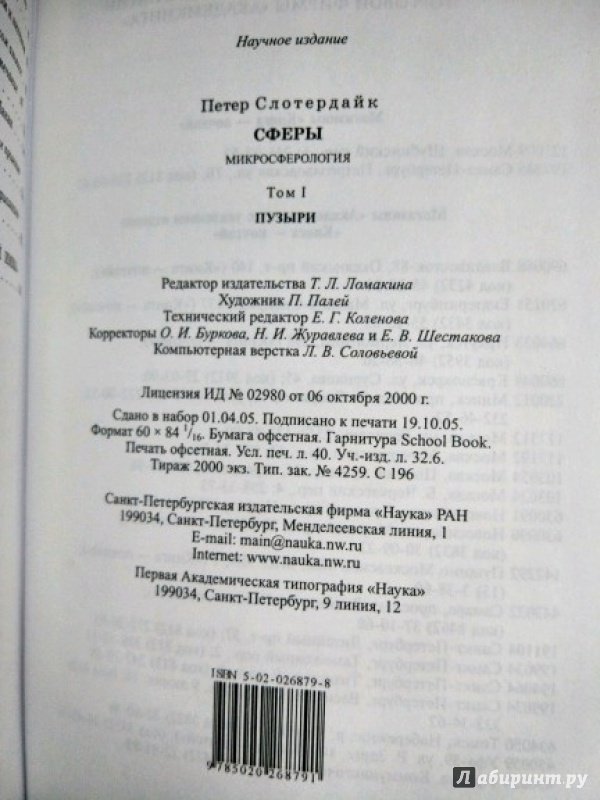 Научное издание
Петер Слотердайк
СФЕРЫ
МИКРОСФЕРОЛОГИЯ
Том I
ПУЗЫРИ
Редактор издательства Т. Л. Ломакина
Художник П. Палей
Технический редактор Е. Г. Коленова
Корректоры О. И. Буркова, Н. И. Журавлева и Е. В. Шестакова
Компьютерная верстка Л. В. Соловьевой
Лицензия ИД № 02980 от 06 октября 2000 г.
Сдано в набор 01.04.05. Подписано к печати 19.10.05.
Формат 60 × 84 1/16. Бумага офсетная. Гарнитура School Book.
Печать офсетная. Усл. печ. л. 40. Уч.-изд. л. 32.6.
Тираж 2000 экз. Тип. зак. № 4259. С 196
Санкт-Петербургская издательская фирма «Наука» РАН
199034, Санкт-Петербург, Менделеевская линия, 1
E-mail: main@nauka.nw.ru
Internet: www.nauka.nw.ru
Первая Академическая типография «Наука»
199034, Санкт-Петербург, 9 линия, 12
ISBN 5-02-026879-8
9785020268791
Лабиринт.ру